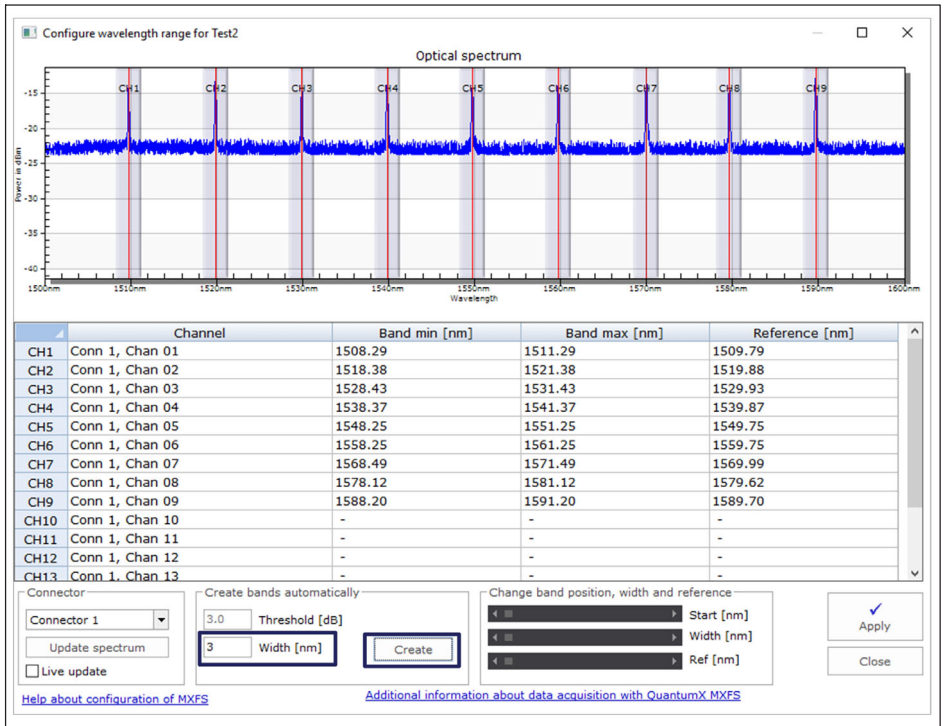 Configure wavelength range for Test2
Optical spectrum
CH1 CH2 CH3 CH4 CH5 CH6 CH7 CH8 CH9
-15
-20
-25
-30
-35
-40
Power in dBm
1500nm 1510nm 1520nm 1530nm 1540nm 1550nm 1560nm 1570nm 1580nm 1590nm 1600nm
Wavelength
Channel Band min [nm] Band max [nm] Reference [nm]
CH1 Conn 1, Chan 01 1508.29 1511.29 1509.79
CH2 Conn 1, Chan 02 1518.38 1521.38 1519.88
CH3 Conn 1, Chan 03 1528.43 1531.43 1529.93
CH4 Conn 1, Chan 04 1538.37 1541.37 1539.87
CH5 Conn 1, Chan 05 1548.25 1551.25 1549.75
CH6 Conn 1, Chan 06 1558.25 1561.25 1559.75
CH7 Conn 1, Chan 07 1568.49 1571.49 1569.99
CH8 Conn 1, Chan 08 1578.12 1581.12 1579.62
CH9 Conn 1, Chan 09 1588.20 1591.20 1589.70
CH10 Conn 1, Chan 10 - - -
CH11 Conn 1, Chan 11 - - -
CH12 Conn 1, Chan 12 - - -
CH13 Conn 1, Chan 13 - - -
Connector Create bands automatically Change band position, width and reference
Connector 1 3.0 Threshold [dB] Start [nm]
Apply
Update spectrum 3 Width [nm] Create Width [nm]
Live update Ref [nm] Close
Help about configuration of MXFS Additional information about data acquisition with QuantumX MXFS